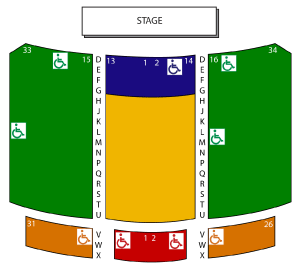 STAGE
33 15 13 1 2 14 16 34
D D
E E
F F
G G
H H
J J
K K
L L
M M
N N
P P
Q Q
R R
S S
T T
U U
31 V 1 2 V 26
W W
X X